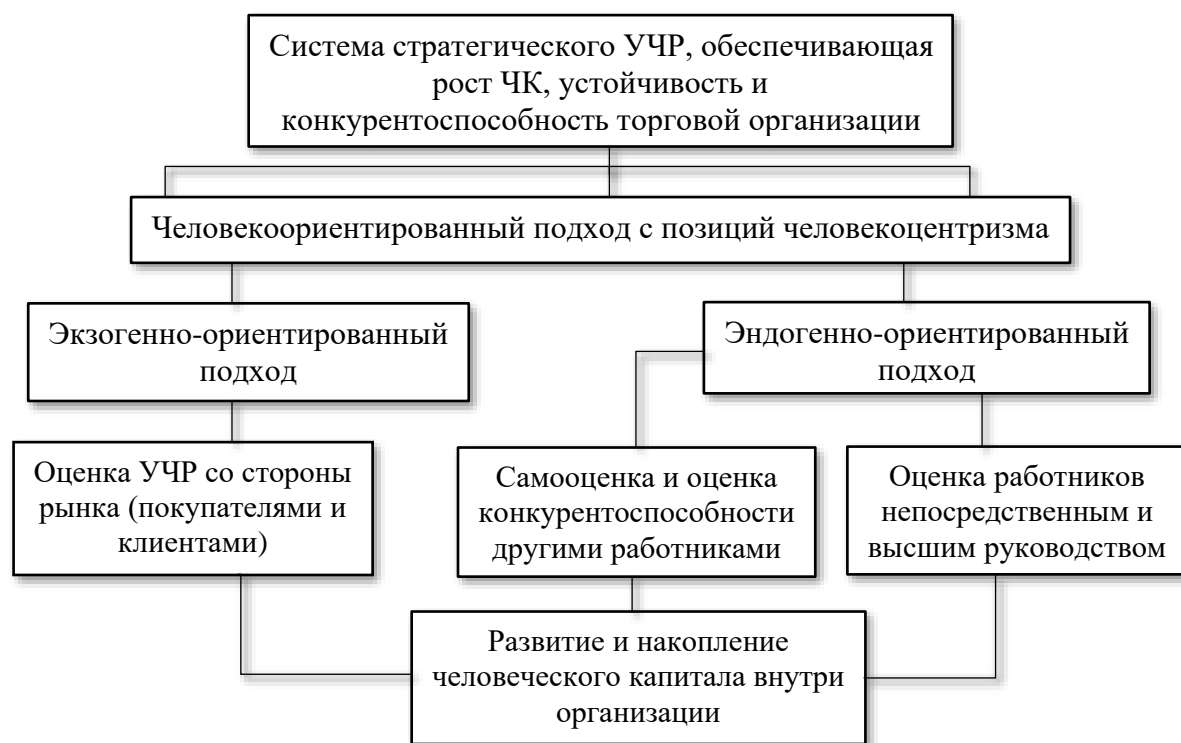 Система стратегического УЧР, обеспечивающая
рост ЧК, устойчивость и
конкурентоспособность торговой организации
Человекоориентированный подход с позиций человекоцентризма
Экзогенно-ориентированный
подход
Эндогенно-ориентированный
подход
Оценка УЧР со стороны
рынка (покупателями и
клиентами)
Самооценка и оценка
конкурентоспособности
другими работниками
Оценка работников
непосредственным и
высшим руководством
Развитие и накопление
человеческого капитала внутри
организации